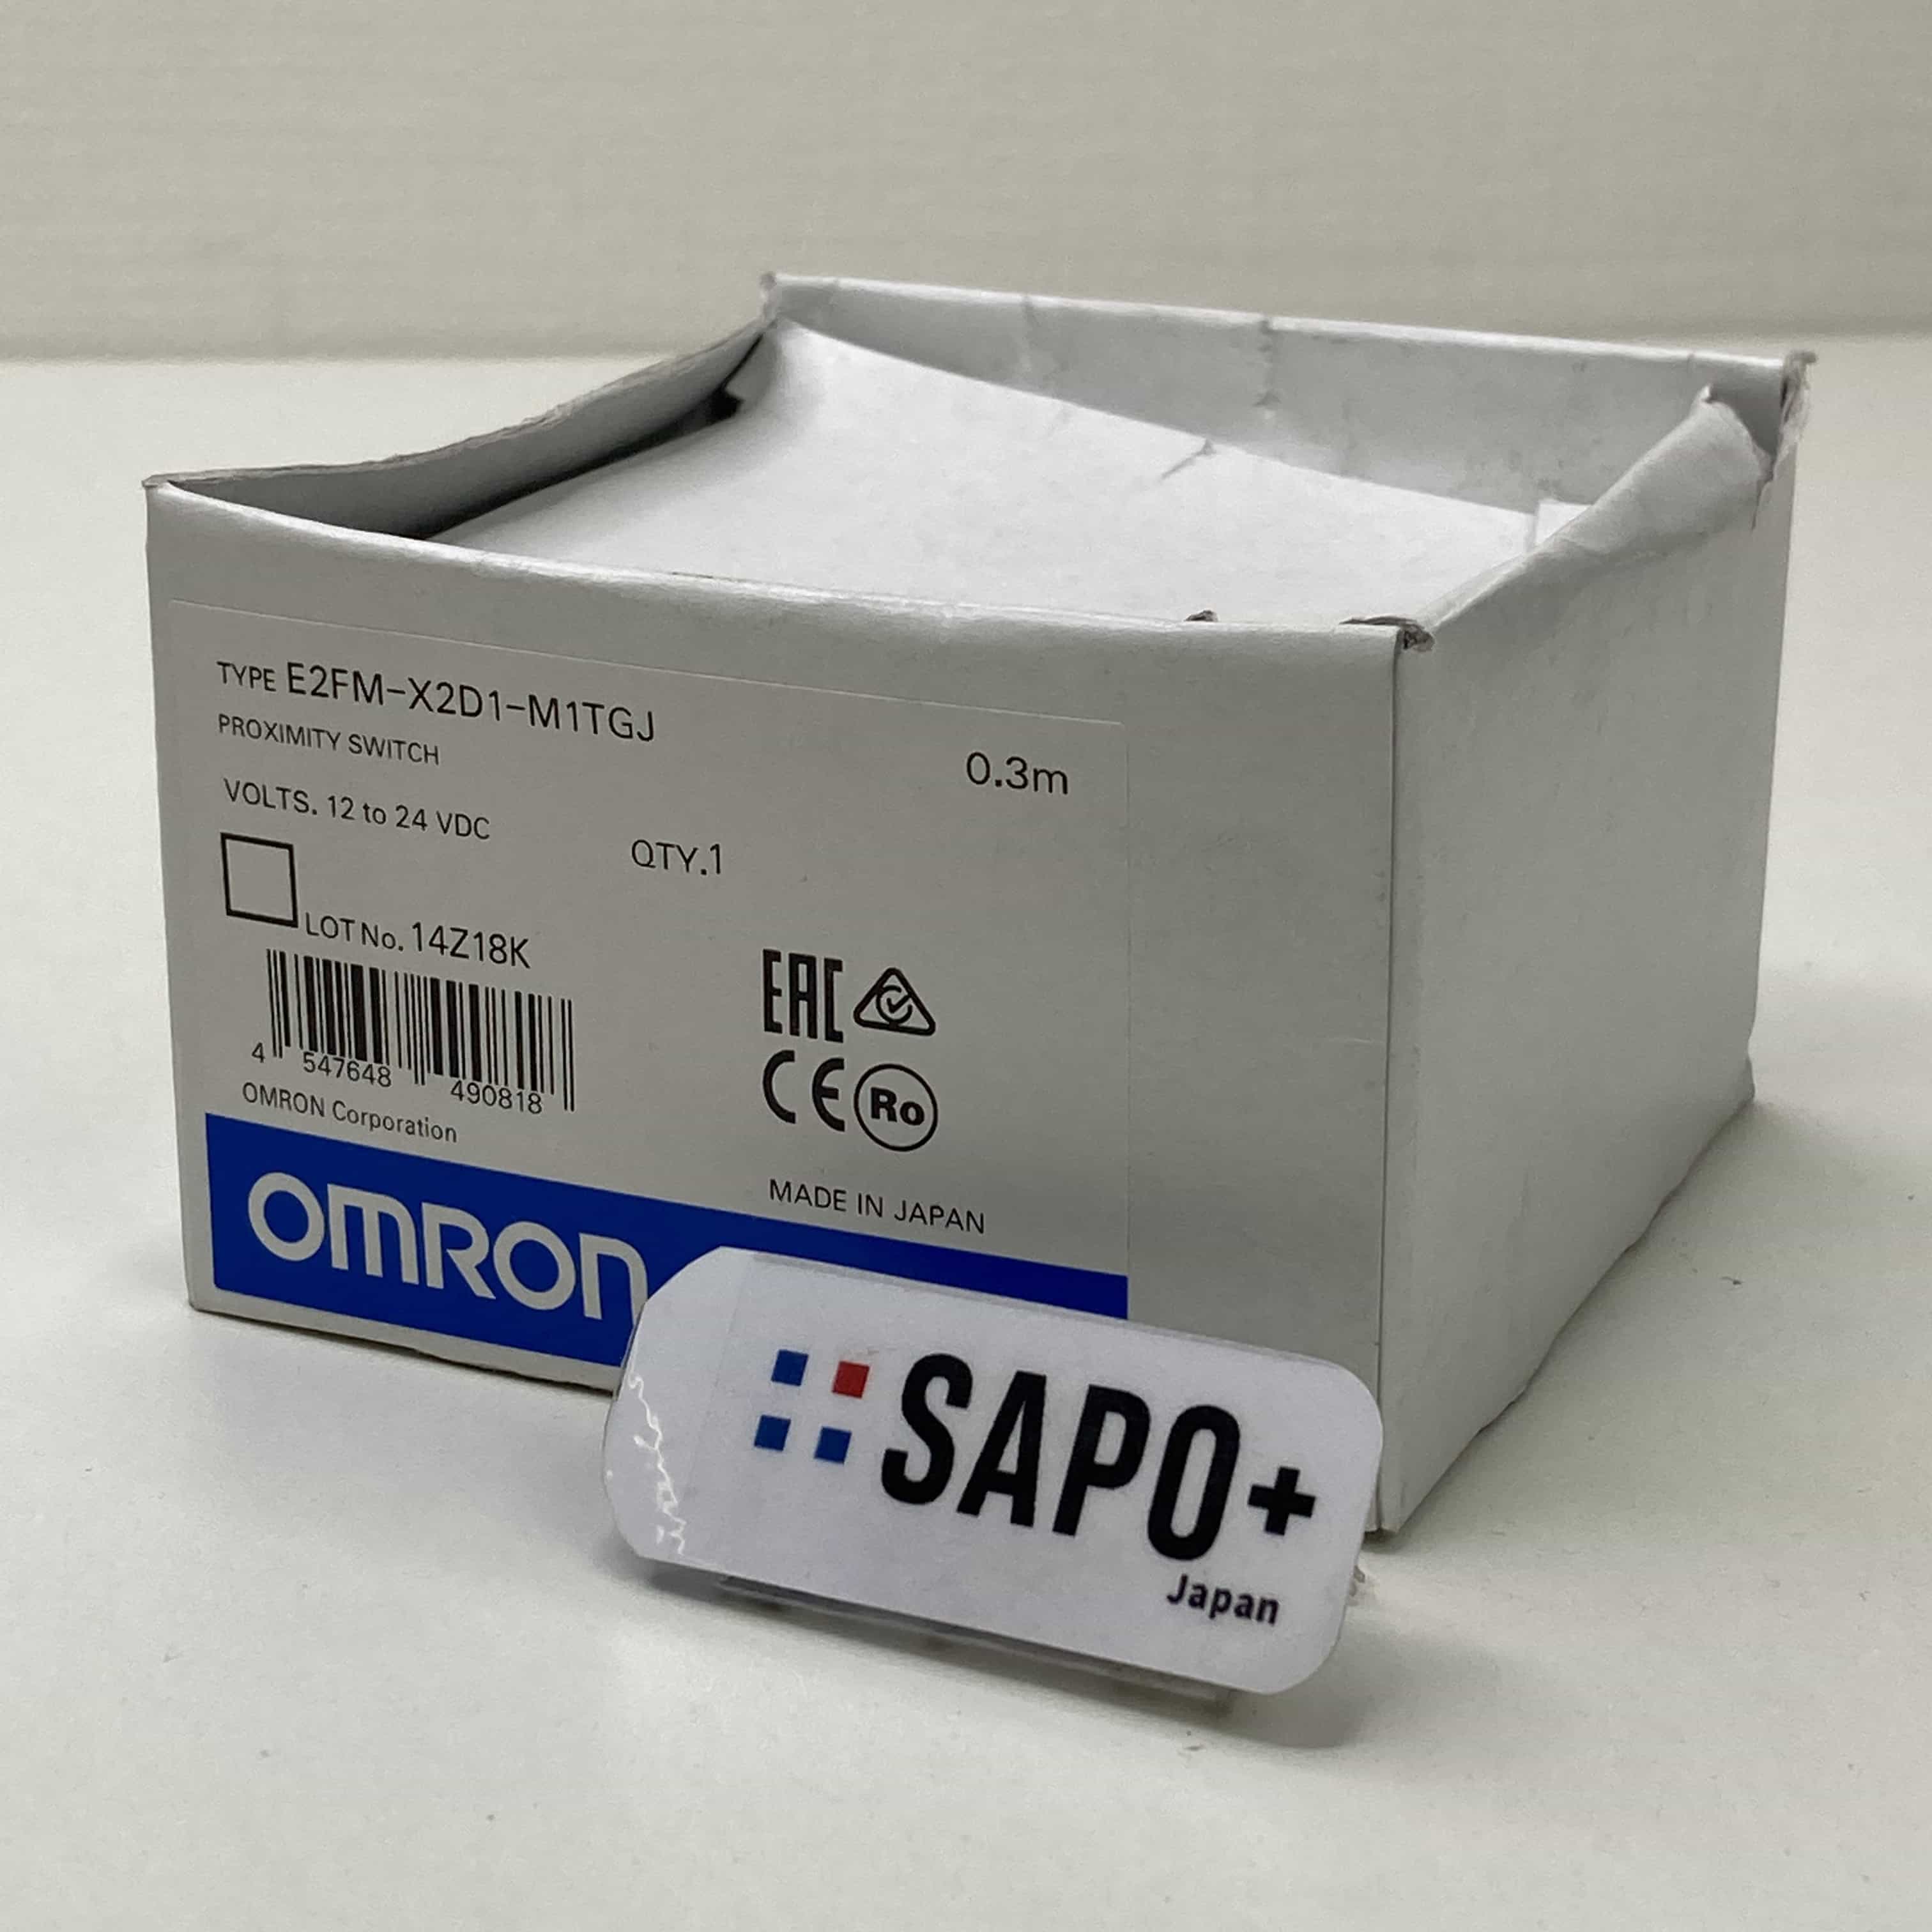 TYPE E2FM-X2D1-M1TGJ
PROXIMITY SWITCH
0.3m
VOLTS. 12 to 24 VDC
QTY.1
LOT No. 14Z18K
4 547648 490818
EAC
CE Ro
OMRON Corporation
MADE IN JAPAN
OMRON
SAPO+
Japan